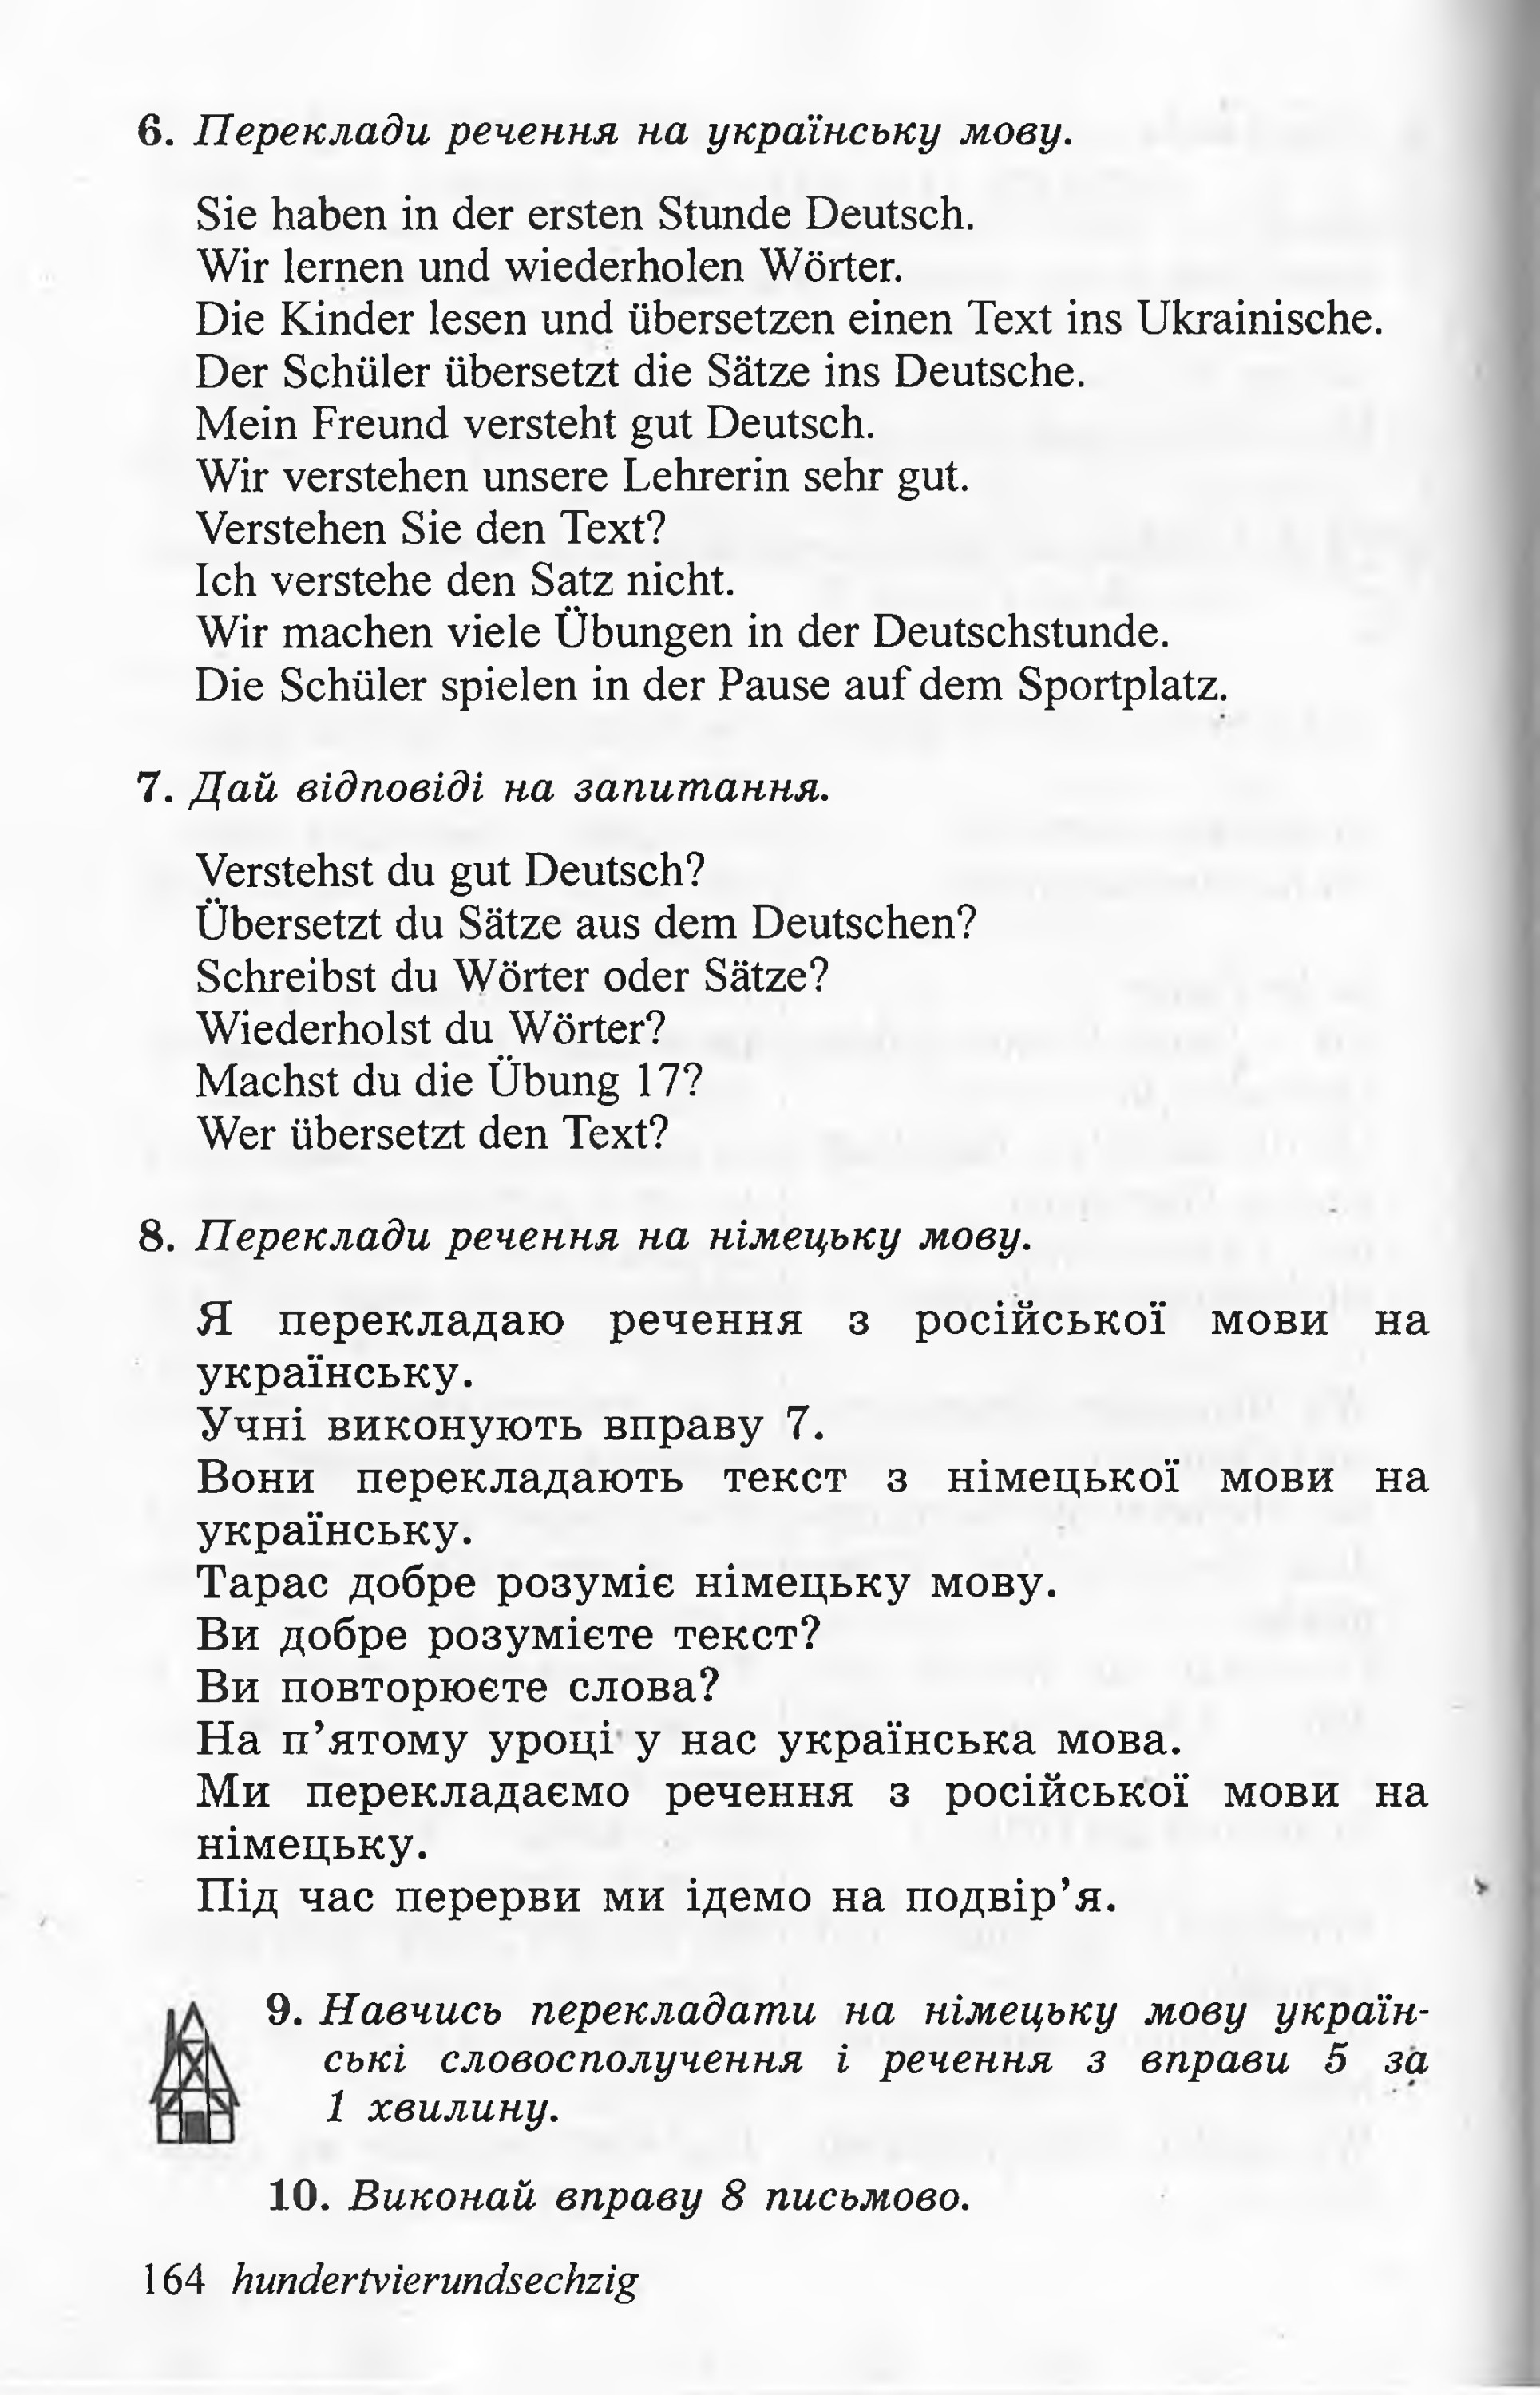 6. Переклади речення на українську мову.
Sie haben in der ersten Stunde Deutsch.
Wir lernen und wiederholen Wörter.
Die Kinder lesen und übersetzen einen Text ins Ukrainische.
Der Schüler übersetzt die Sätze ins Deutsche.
Mein Freund versteht gut Deutsch.
Wir verstehen unsere Lehrerin sehr gut.
Verstehen Sie den Text?
Ich verstehe den Satz nicht.
Wir machen viele Übungen in der Deutschstunde.
Die Schüler spielen in der Pause auf dem Sportplatz.
7. Дай відповіді на запитання.
Verstehst du gut Deutsch?
Übersetzt du Sätze aus dem Deutschen?
Schreibst du Wörter oder Sätze?
Wiederholst du Wörter?
Machst du die Übung 17?
Wer übersetzt den Text?
8. Переклади речення на німецьку мову.
Я перекладаю речення з російської мови на
українську.
Учні виконують вправу 7.
Вони перекладають текст з німецької мови на
українську.
Тарас добре розуміє німецьку мову.
Ви добре розумієте текст?
Ви повторюєте слова?
На п’ятому уроці у нас українська мова.
Ми перекладаємо речення з російської мови на
німецьку.
Під час перерви ми ідемо на подвір’я.
9. Навчись перекладати на німецьку мову україн-
ські словосполучення і речення з вправи 5 за
1 хвилину.
10. Виконай вправу 8 письмово.
164 hundertvierundsechzig